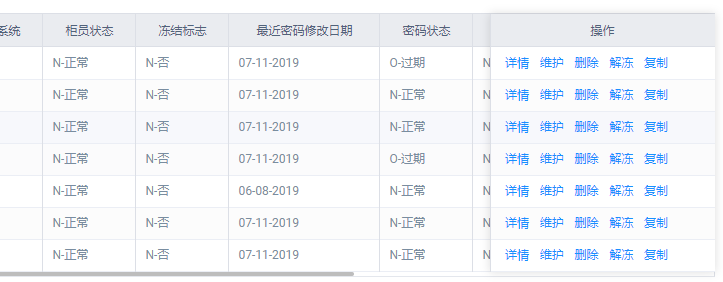 系统 柜员状态 冻结标志 最近密码修改日期 密码状态 操作
N-正常 N-否 07-11-2019 O-过期 N 详情 维护 删除 解冻 复制
N-正常 N-否 07-11-2019 N-正常 N 详情 维护 删除 解冻 复制
N-正常 N-否 07-11-2019 N-正常 N 详情 维护 删除 解冻 复制
N-正常 N-否 07-11-2019 O-过期 N 详情 维护 删除 解冻 复制
N-正常 N-否 06-08-2019 N-正常 N 详情 维护 删除 解冻 复制
N-正常 N-否 07-11-2019 N-正常 N 详情 维护 删除 解冻 复制
N-正常 N-否 07-11-2019 N-正常 N 详情 维护 删除 解冻 复制